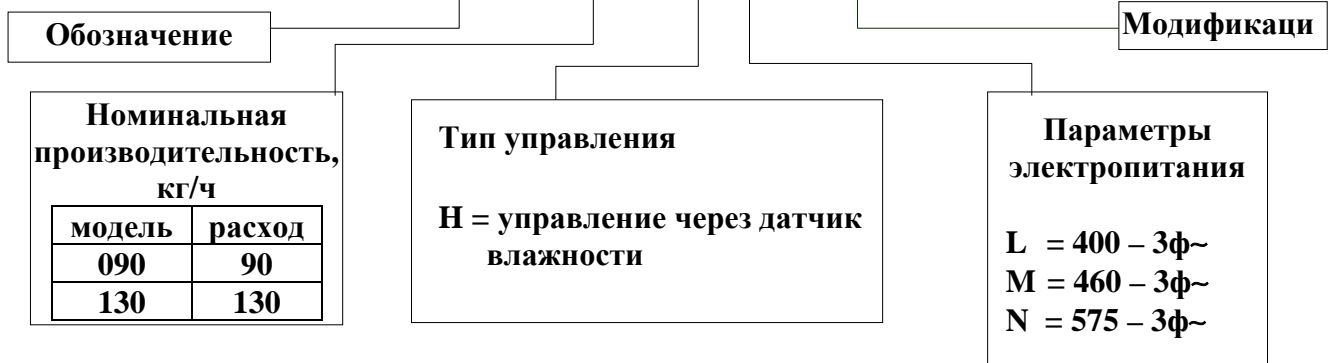 Обозначение
Модификаци
Номинальная
производительность,
кг/ч
модель расход
090 90
130 130
Тип управления
H = управление через датчик
влажности
Параметры
электропитания
L = 400 – 3ф~
M = 460 – 3ф~
N = 575 – 3ф~